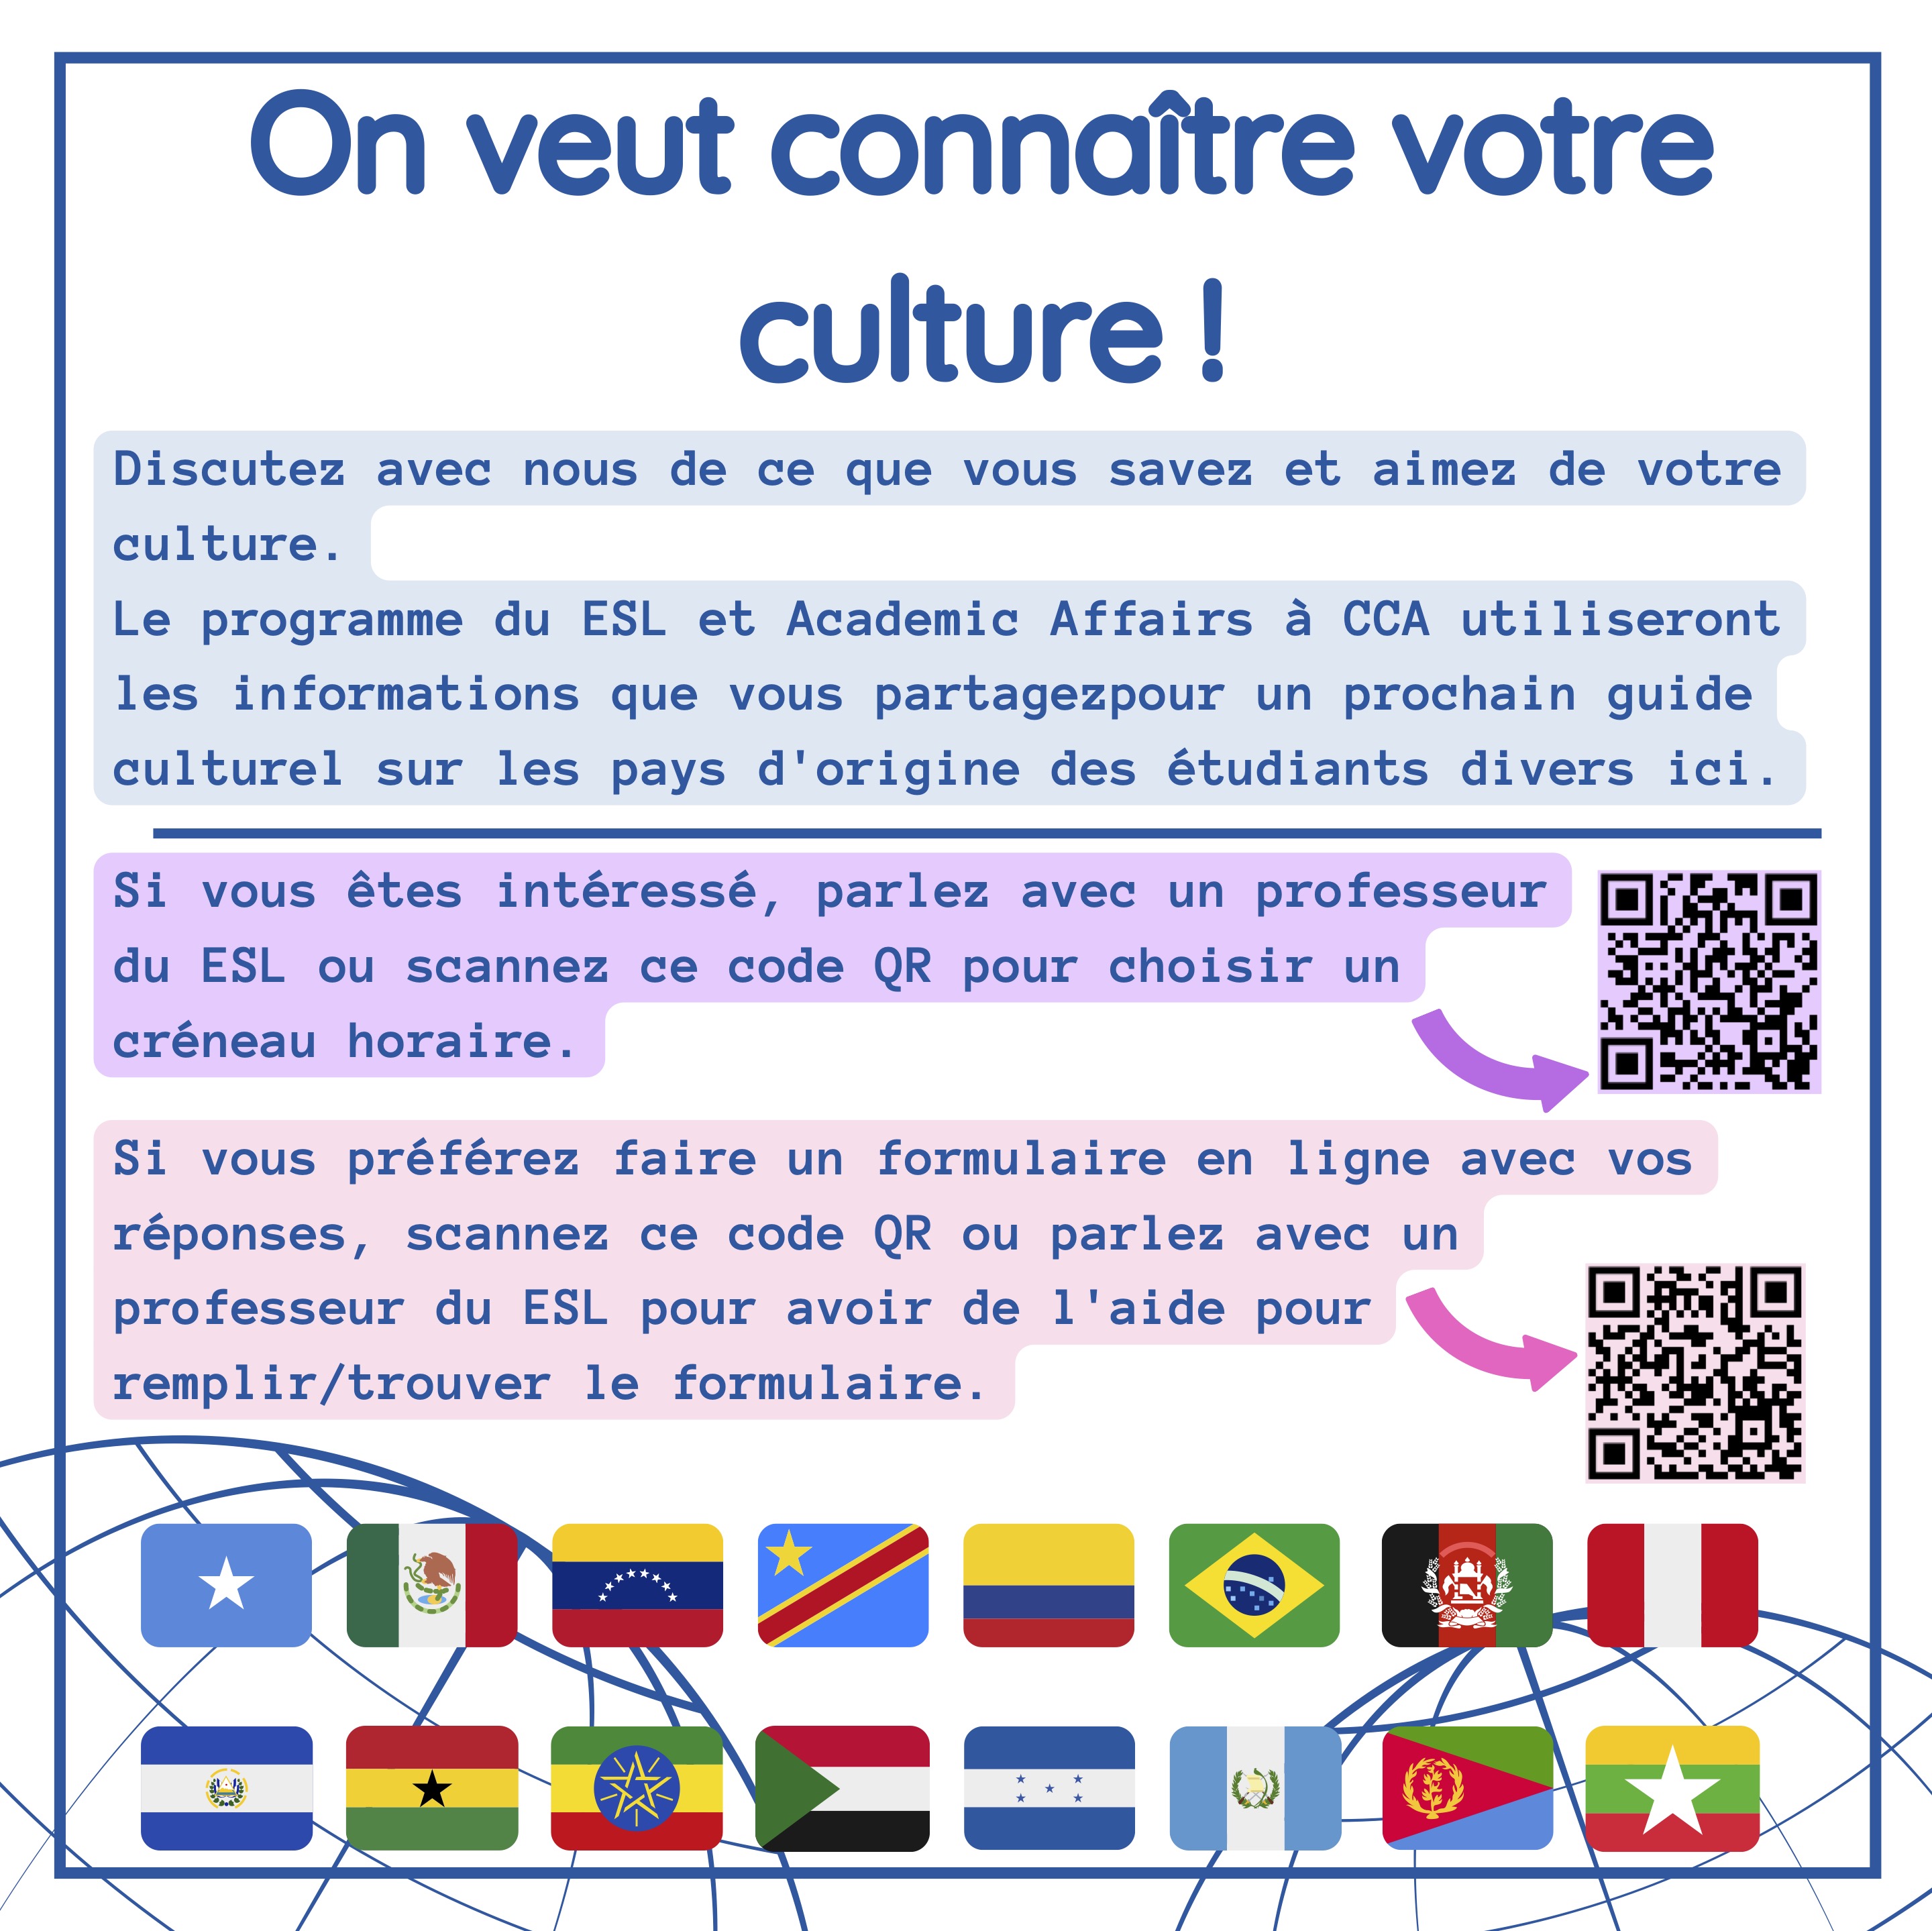 On veut connaître votre
culture !
Discutez avec nous de ce que vous savez et aimez de votre
culture.
Le programme du ESL et Academic Affairs à CCA utiliseront
les informations que vous partagezpour un prochain guide
culturel sur les pays d'origine des étudiants divers ici.
Si vous êtes intéressé, parlez avec un professeur
du ESL ou scannez ce code QR pour choisir un
créneau horaire.
Si vous préférez faire un formulaire en ligne avec vos
réponses, scannez ce code QR ou parlez avec un
professeur du ESL pour avoir de l'aide pour
remplir/trouver le formulaire.